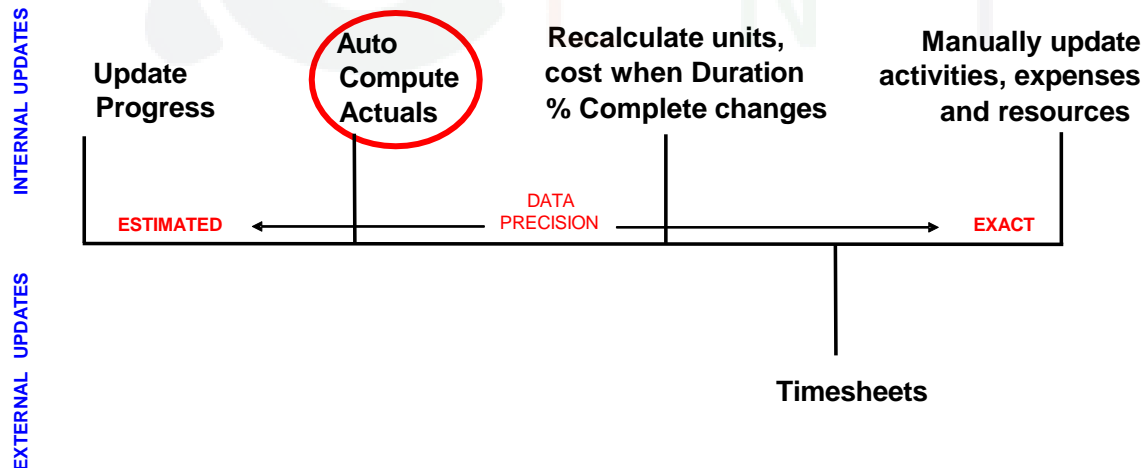 INTERNAL UPDATES
Update
Progress
Auto
Compute
Actuals
Recalculate units,
cost when Duration
% Complete changes
Manually update
activities, expenses
and resources
ESTIMATED
DATA
PRECISION
EXACT
EXTERNAL UPDATES
Timesheets